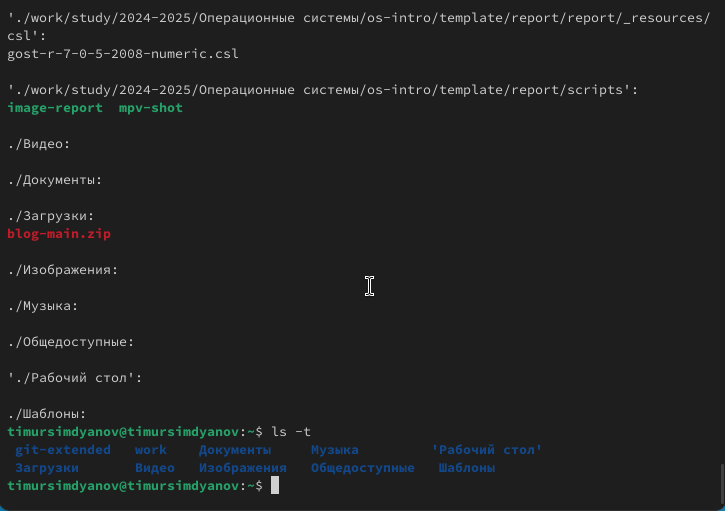 './work/study/2024-2025/Операционные системы/os-intro/template/report/report/_resources/
csl':
gost-r-7-0-5-2008-numeric.csl
'./work/study/2024-2025/Операционные системы/os-intro/template/report/scripts':
image-report  mpv-shot
./Видео:
./Документы:
./Загрузки:
blog-main.zip
./Изображения:
./Музыка:
./Общедоступные:
'./Рабочий стол':
./Шаблоны:
timursimdyanov@timursimdyanov:~$ ls -t
git-extended   work   Документы     Музыка         'Рабочий стол'
Загрузки       Видео  Изображения   Общедоступные   Шаблоны
timursimdyanov@timursimdyanov:~$